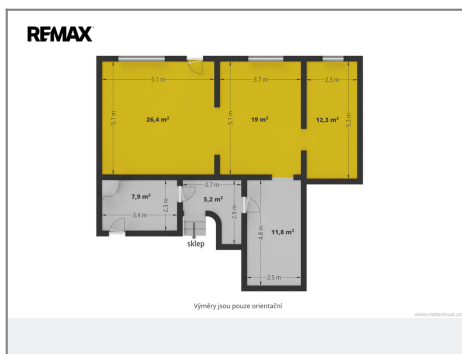 RE/MAX
5.1 m
3.7 m
2.3 m
5.1 m
26,4 m²
5.1 m
19 m²
12,3 m²
5.5 m
7,9 m²
2.3 m
3.4 m
2.7 m
5,2 m²
2.9 m
sklep
4.8 m
11,8 m²
2.5 m
Výměry jsou pouze orientační